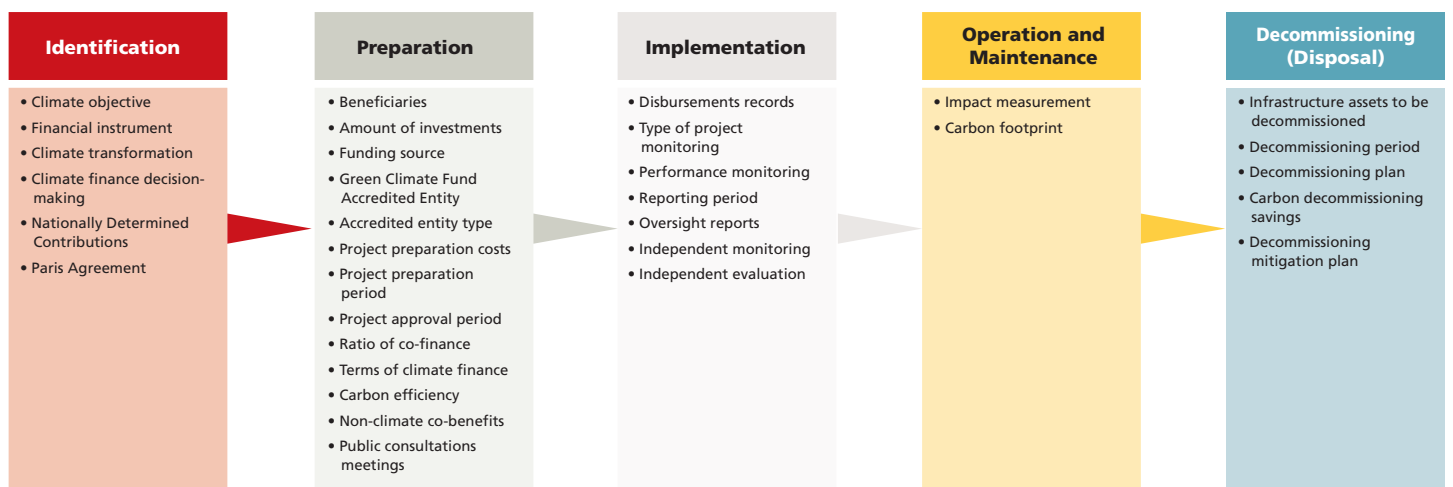 Identification
• Climate objective
• Financial instrument
• Climate transformation
• Climate finance decision-
making
• Nationally Determined
Contributions
• Paris Agreement
Preparation
• Beneficiaries
• Amount of investments
• Funding source
• Green Climate Fund
Accredited Entity
• Accredited entity type
• Project preparation costs
• Project preparation
period
• Project approval period
• Ratio of co-finance
• Terms of climate finance
• Carbon efficiency
• Non-climate co-benefits
• Public consultations
meetings
Implementation
• Disbursements records
• Type of project
monitoring
• Performance monitoring
• Reporting period
• Oversight reports
• Independent monitoring
• Independent evaluation
Operation and
Maintenance
• Impact measurement
• Carbon footprint
Decommissioning
(Disposal)
• Infrastructure assets to be
decommissioned
• Decommissioning period
• Decommissioning plan
• Carbon decommissioning
savings
• Decommissioning
mitigation plan